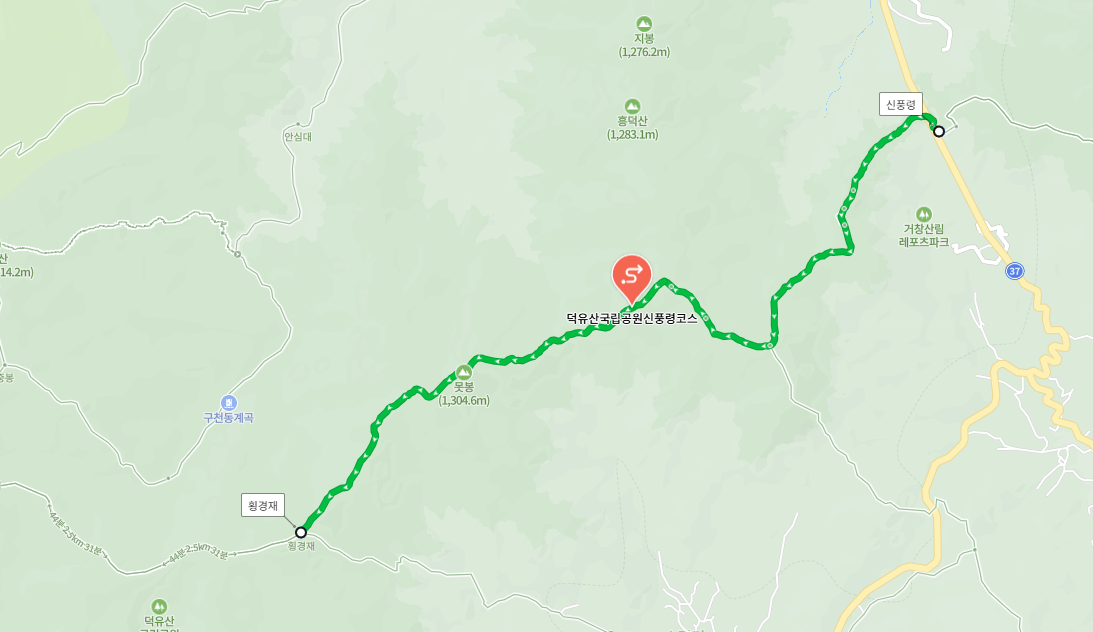 지봉
(1,276.2m)
신풍령
흥덕산
(1,283.1m)
안심대
거창산림
레포츠파크
산
14.2m)
37
덕유산국립공원신풍령코스
중봉
못봉
(1,304.6m)
구천동계곡
횡경재
횡경재
44분 2.5km 31분
44분 2.5km 31분
덕유산